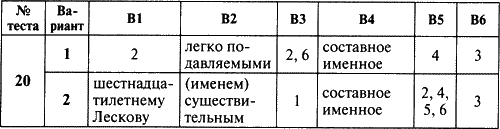 № теста
Ва-
риант
В1
В2
В3
В4
В5
В6
20
1
2
легко по-
давляемыми
2, 6
составное
именное
4
3
2
шестнадца-
тилетнему
Лескову
(именем)
существи-
тельным
1
составное
именное
2, 4,
5, 6
3